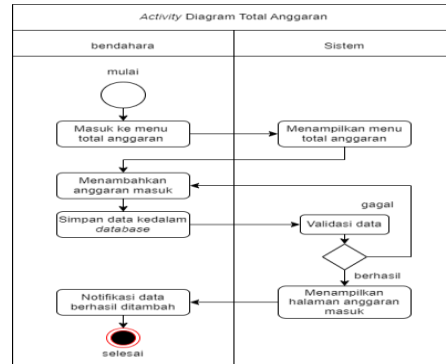 Activity Diagram Total Anggaran
bendahara
Sistem
mulai
Masuk ke menu
total anggaran
Menampilkan menu
total anggaran
Menambahkan
anggaran masuk
gagal
Simpan data kedalam
database
Validasi data
berhasil
Menampilkan
halaman anggaran
masuk
Notifikasi data
berhasil ditambah
selesai